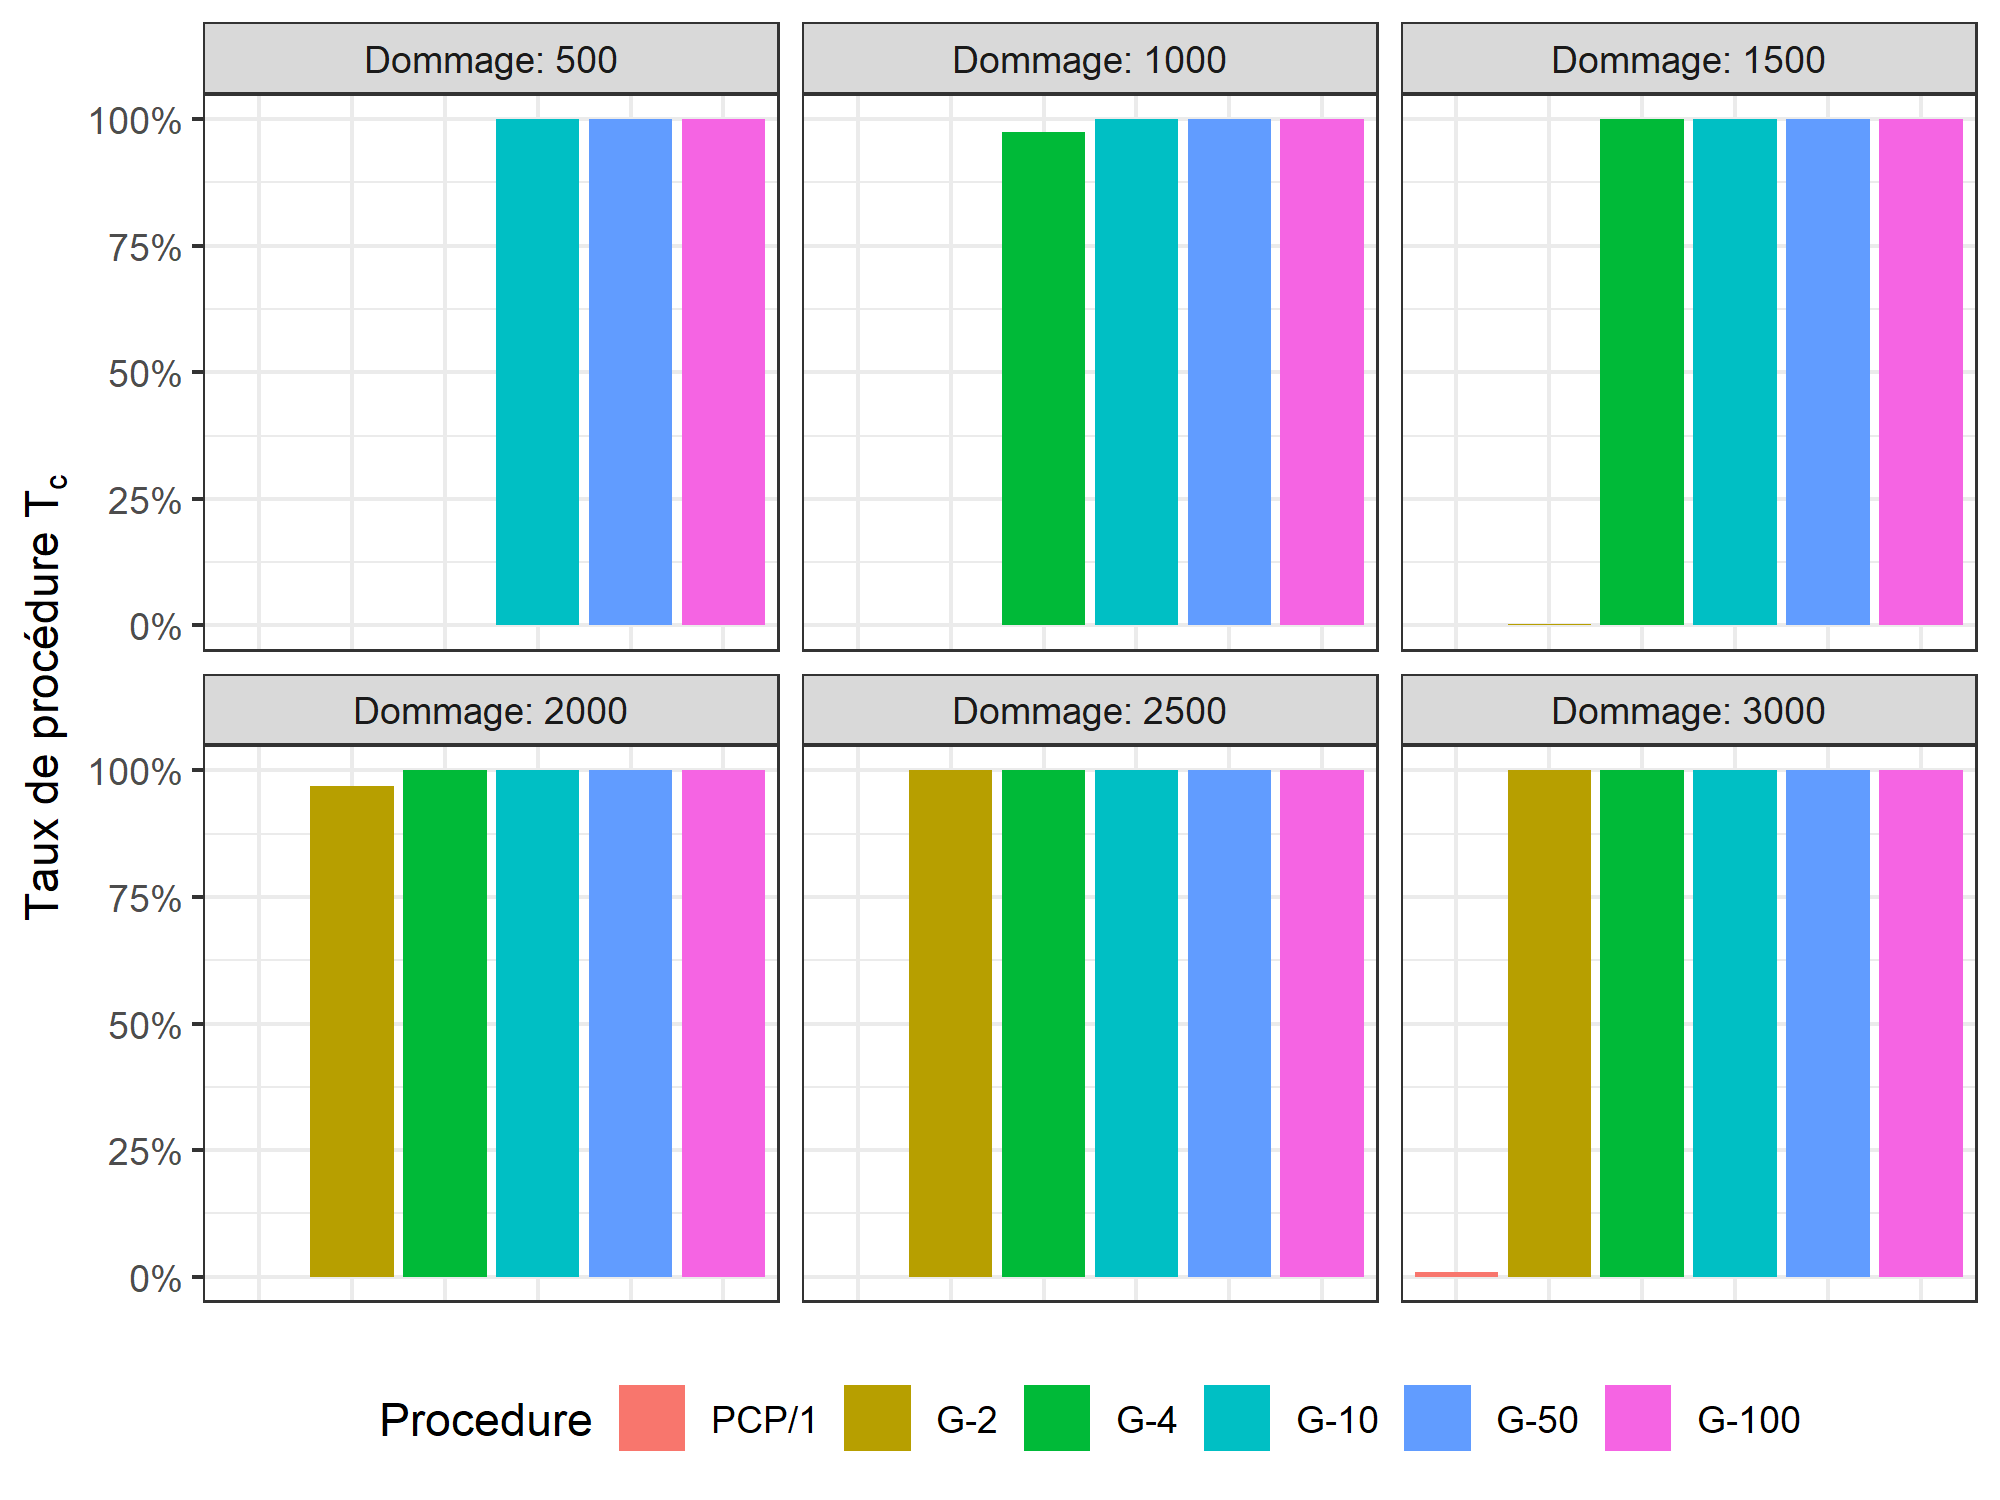 Taux de procédure Tc
Dommage: 500
Dommage: 1000
Dommage: 1500
100%
75%
50%
25%
0%
Dommage: 2000
Dommage: 2500
Dommage: 3000
100%
75%
50%
25%
0%
Procedure PCP/1 G-2 G-4 G-10 G-50 G-100